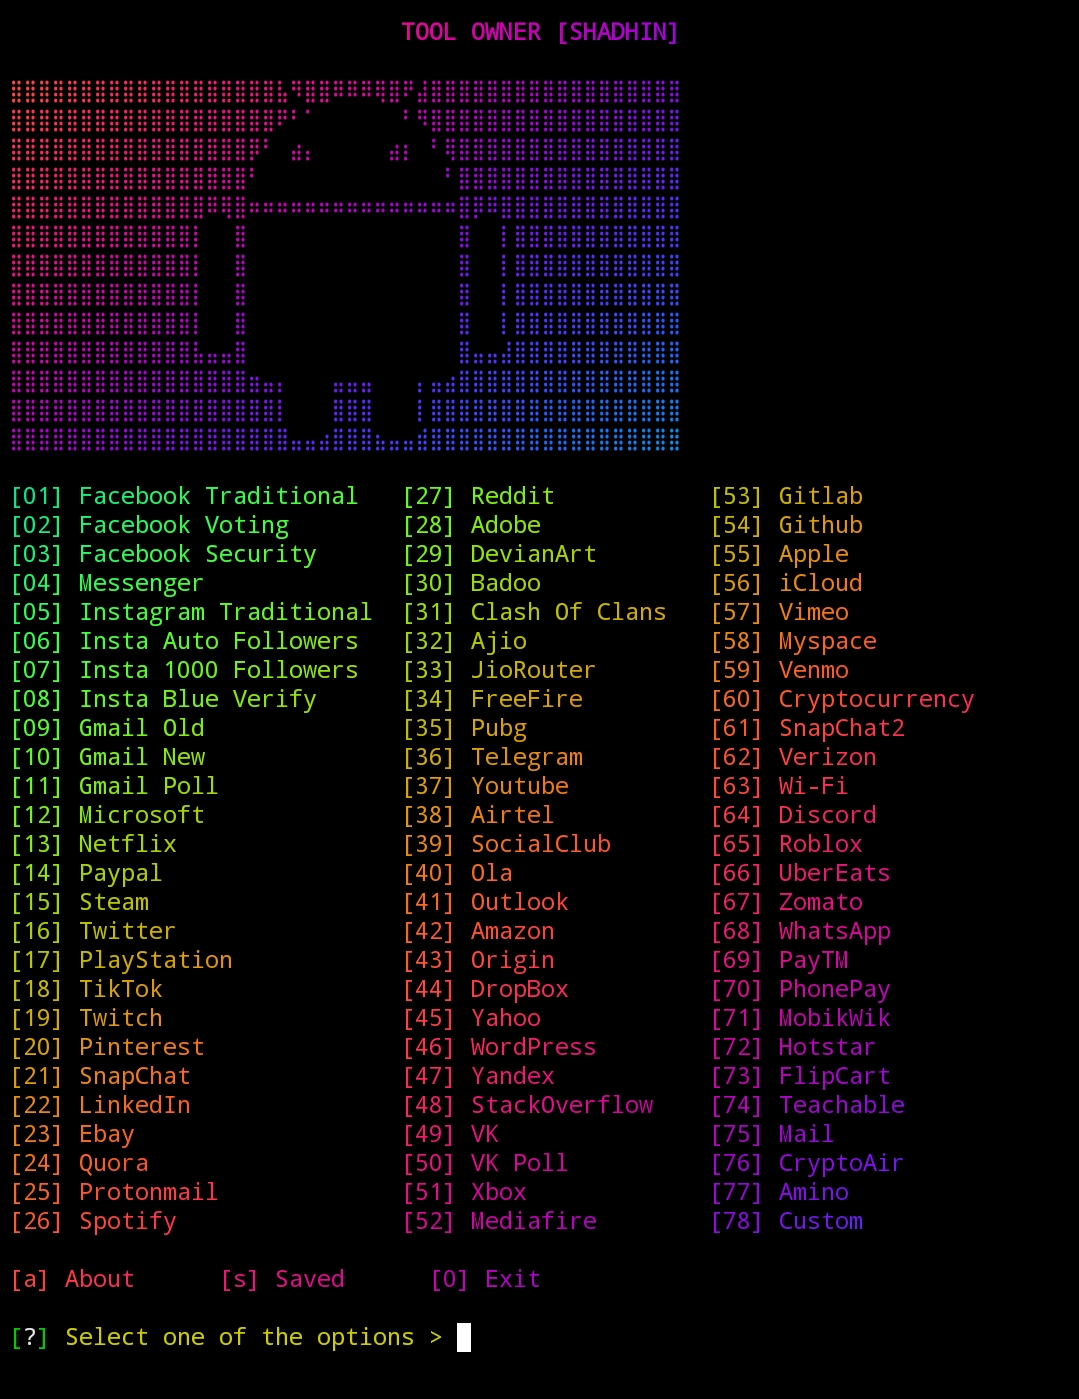 TOOL OWNER [SHADHIN]
[01] Facebook Traditional [27] Reddit [53] Gitlab
[02] Facebook Voting [28] Adobe [54] Github
[03] Facebook Security [29] DevianArt [55] Apple
[04] Messenger [30] Badoo [56] iCloud
[05] Instagram Traditional [31] Clash Of Clans [57] Vimeo
[06] Insta Auto Followers [32] Ajio [58] Myspace
[07] Insta 1000 Followers [33] JioRouter [59] Venmo
[08] Insta Blue Verify [34] FreeFire [60] Cryptocurrency
[09] Gmail Old [35] Pubg [61] SnapChat2
[10] Gmail New [36] Telegram [62] Verizon
[11] Gmail Poll [37] Youtube [63] Wi-Fi
[12] Microsoft [38] Airtel [64] Discord
[13] Netflix [39] SocialClub [65] Roblox
[14] Paypal [40] Ola [66] UberEats
[15] Steam [41] Outlook [67] Zomato
[16] Twitter [42] Amazon [68] WhatsApp
[17] PlayStation [43] Origin [69] PayTM
[18] TikTok [44] DropBox [70] PhonePay
[19] Twitch [45] Yahoo [71] MobikWik
[20] Pinterest [46] WordPress [72] Hotstar
[21] SnapChat [47] Yandex [73] FlipCart
[22] LinkedIn [48] StackOverflow [74] Teachable
[23] Ebay [49] VK [75] Mail
[24] Quora [50] VK Poll [76] CryptoAir
[25] Protonmail [51] Xbox [77] Amino
[26] Spotify [52] Mediafire [78] Custom
[a] About [s] Saved [0] Exit
[?] Select one of the options >